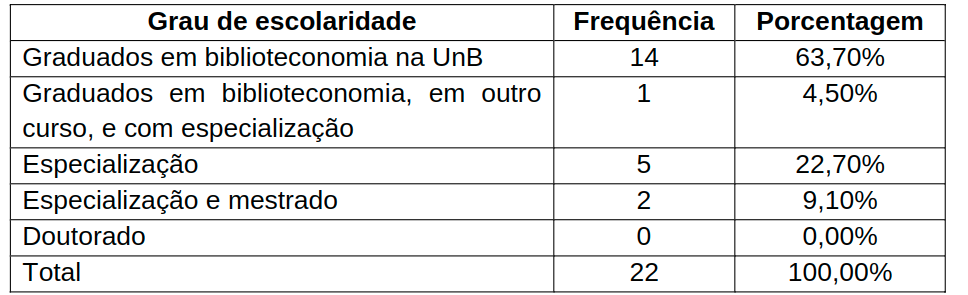 Grau de escolaridade Frequência Porcentagem
Graduados em biblioteconomia na UnB 14 63,70%
Graduados em biblioteconomia, em outro 1 4,50%
curso, e com especialização
Especialização 5 22,70%
Especialização e mestrado 2 9,10%
Doutorado 0 0,00%
Total 22 100,00%